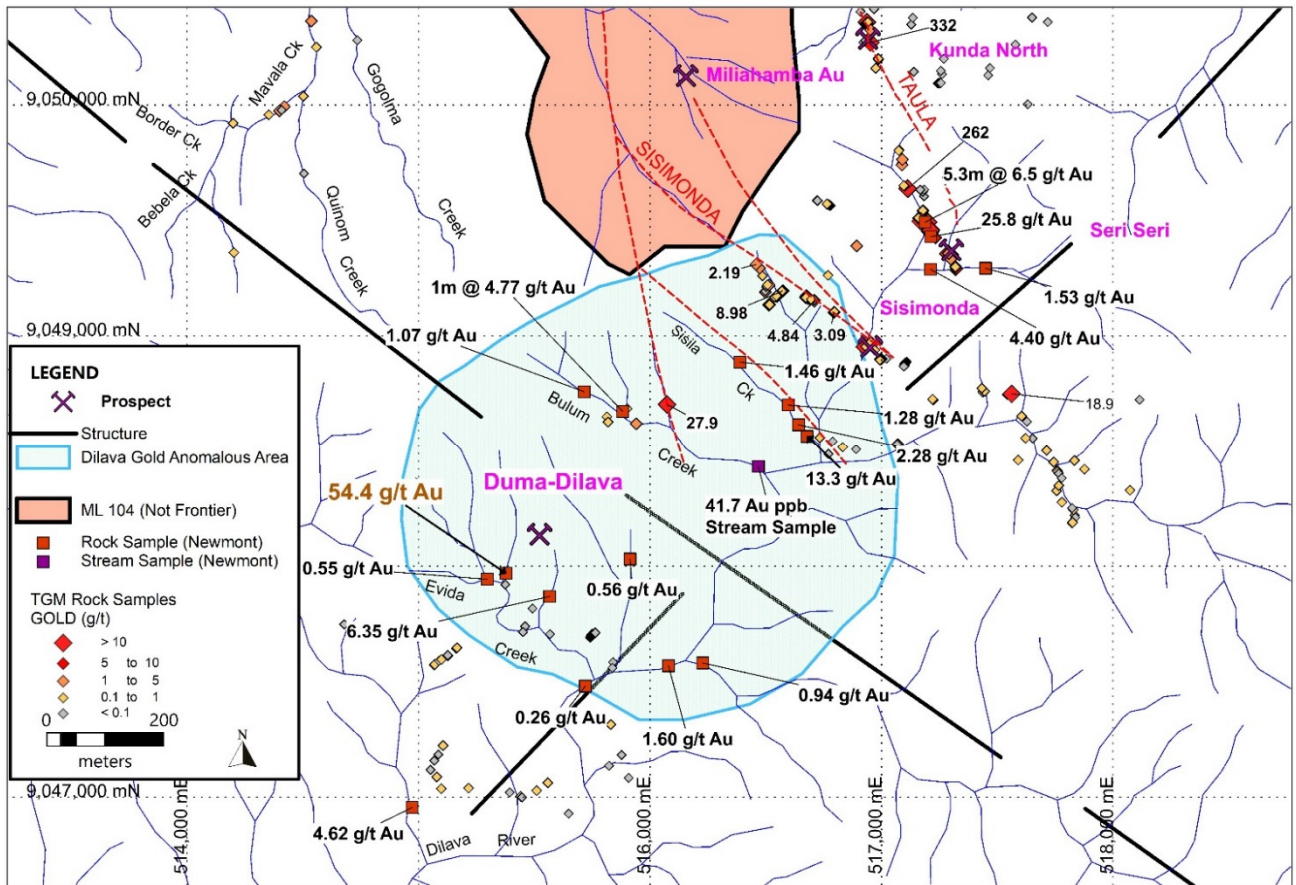 332
Kunda North
Mavala Ck
Gogolma
Miliahamba Au
9,050,000 mN
Border Ck
TAULA
262
SISIMONDA
5.3m @ 6.5 g/t Au
Bebela Ck
Quinom
Creek
25.8 g/t Au
Seri Seri
Creek
2.19
1m @ 4.77 g/t Au
8.98
Sisimonda
1.53 g/t Au
4.84
3.09
4.40 g/t Au
9,049,000 mN
1.07 g/t Au
Sisila
Ck
1.46 g/t Au
Bulum
27.9
1.28 g/t Au
18.9
Creek
2.28 g/t Au
13.3 g/t Au
Duma-Dilava
41.7 Au ppb
Stream Sample
54.4 g/t Au
0.55 g/t Au
Evida
0.56 g/t Au
6.35 g/t Au
Creek
0.94 g/t Au
0.26 g/t Au
1.60 g/t Au
LEGEND
Prospect
Structure
Dilava Gold Anomalous Area
ML 104 (Not Frontier)
Rock Sample (Newmont)
Stream Sample (Newmont)
TGM Rock Samples
GOLD (g/t)
> 10
5 to 10
1 to 5
0.1 to 1
< 0.1
0 200
meters
N
9,047,000 mN
4.62 g/t Au
Dilava River
514,000 mE
516,000 mE
517,000 mE
518,000 mE